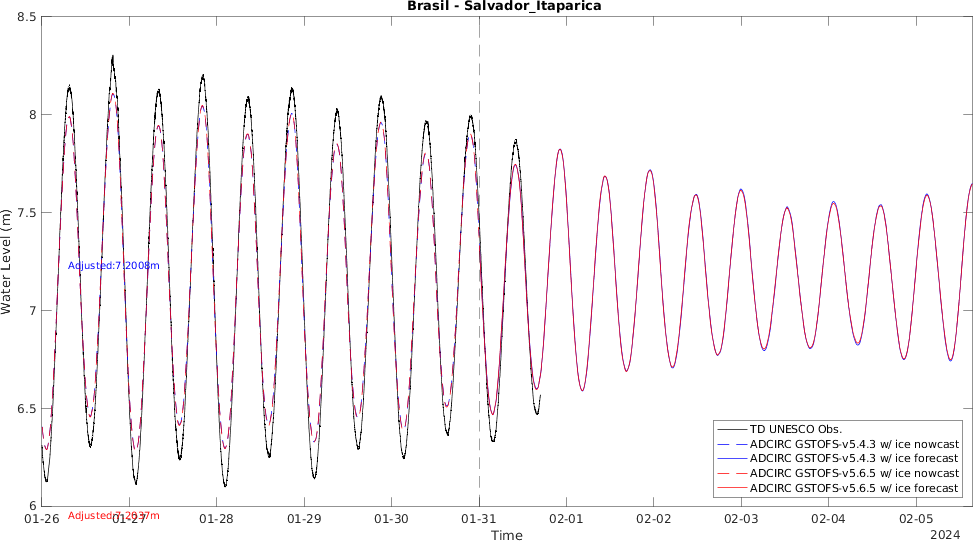 Brasil - Salvador_Itaparica
8.5
8
7.5
7
6.5
6
Water Level (m)
Adjusted:7.2008m
Adjusted:7.2037m
01-26
01-27
01-28
01-29
01-30
01-31
02-01
02-02
02-03
02-04
02-05
2024
Time
TD UNESCO Obs.
ADCIRC GSTOFS-v5.4.3 w/ ice nowcast
ADCIRC GSTOFS-v5.4.3 w/ ice forecast
ADCIRC GSTOFS-v5.6.5 w/ ice nowcast
ADCIRC GSTOFS-v5.6.5 w/ ice forecast